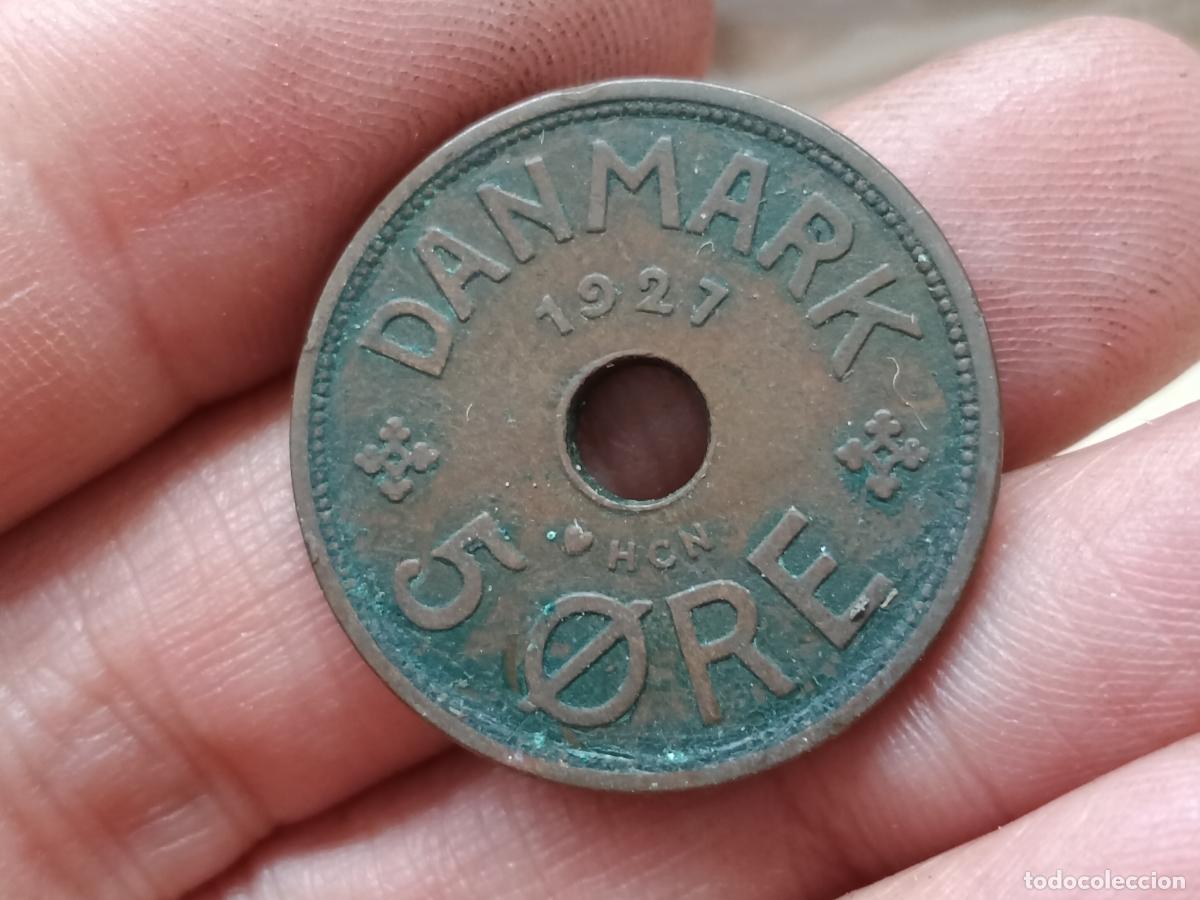 DANMARK
1927
HCN
5 ØRE
todocoleccion